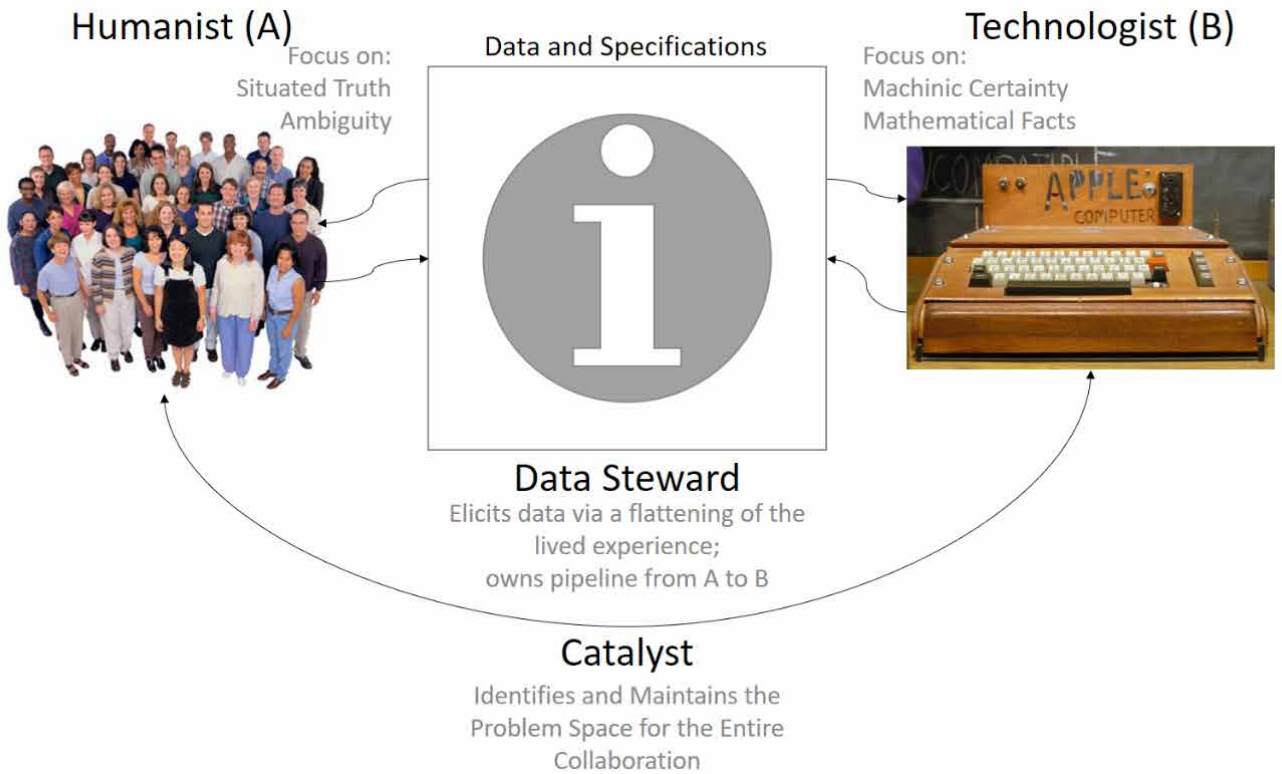 Humanist (A)
Focus on:
Situated Truth
Ambiguity
Data and Specifications
i
Technologist (B)
Focus on:
Machinic Certainty
Mathematical Facts
APPLE
COMPUTER
Data Steward
Elicits data via a flattening of the
lived experience;
owns pipeline from A to B
Catalyst
Identifies and Maintains the
Problem Space for the Entire
Collaboration